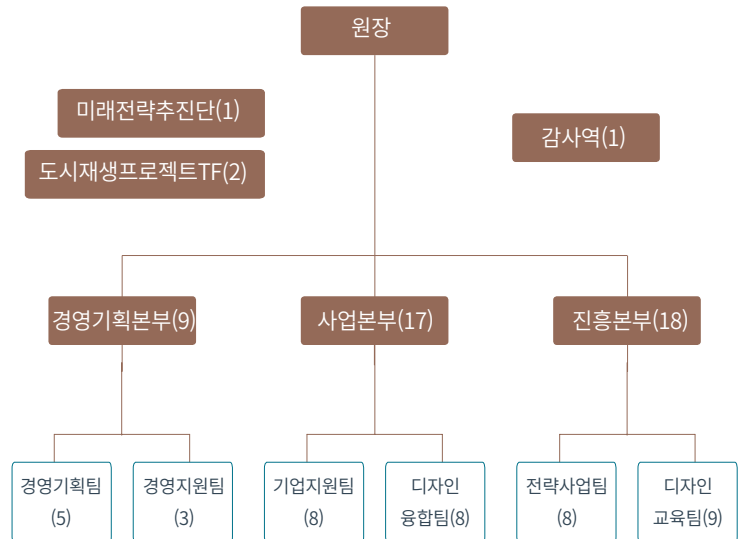 원장
미래전략추진단(1)
감사역(1)
도시재생프로젝트TF(2)
경영기획본부(9)
사업본부(17)
진흥본부(18)
경영기획팀
(5)
경영지원팀
(3)
기업지원팀
(8)
디자인
융합팀(8)
전략사업팀
(8)
디자인
교육팀(9)